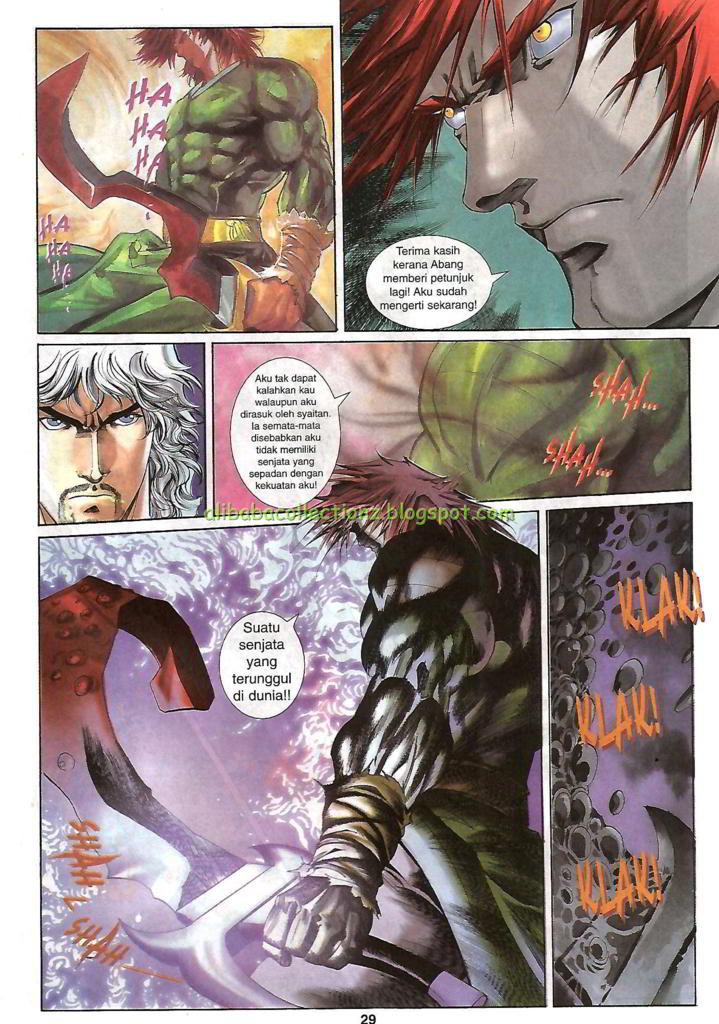 HA
HA
HA
HA
HA
HA
Terima kasih
kerana Abang
memberi petunjuk
lagi! Aku sudah
mengerti sekarang!
Aku tak dapat
kalahkan kau
walaupun aku
dirasuk oleh syaitan.
Ia semata-mata
disebabkan aku
tidak memiliki
senjata yang
sepadan dengan
kekuatan aku!
SHAH...
SHAH...
alibabacollectionz.blogspot.com
Suatu
senjata
yang
terunggul
di dunia!!
KLAK!
KLAK!
KLAK!
SHAH
SHAH
29